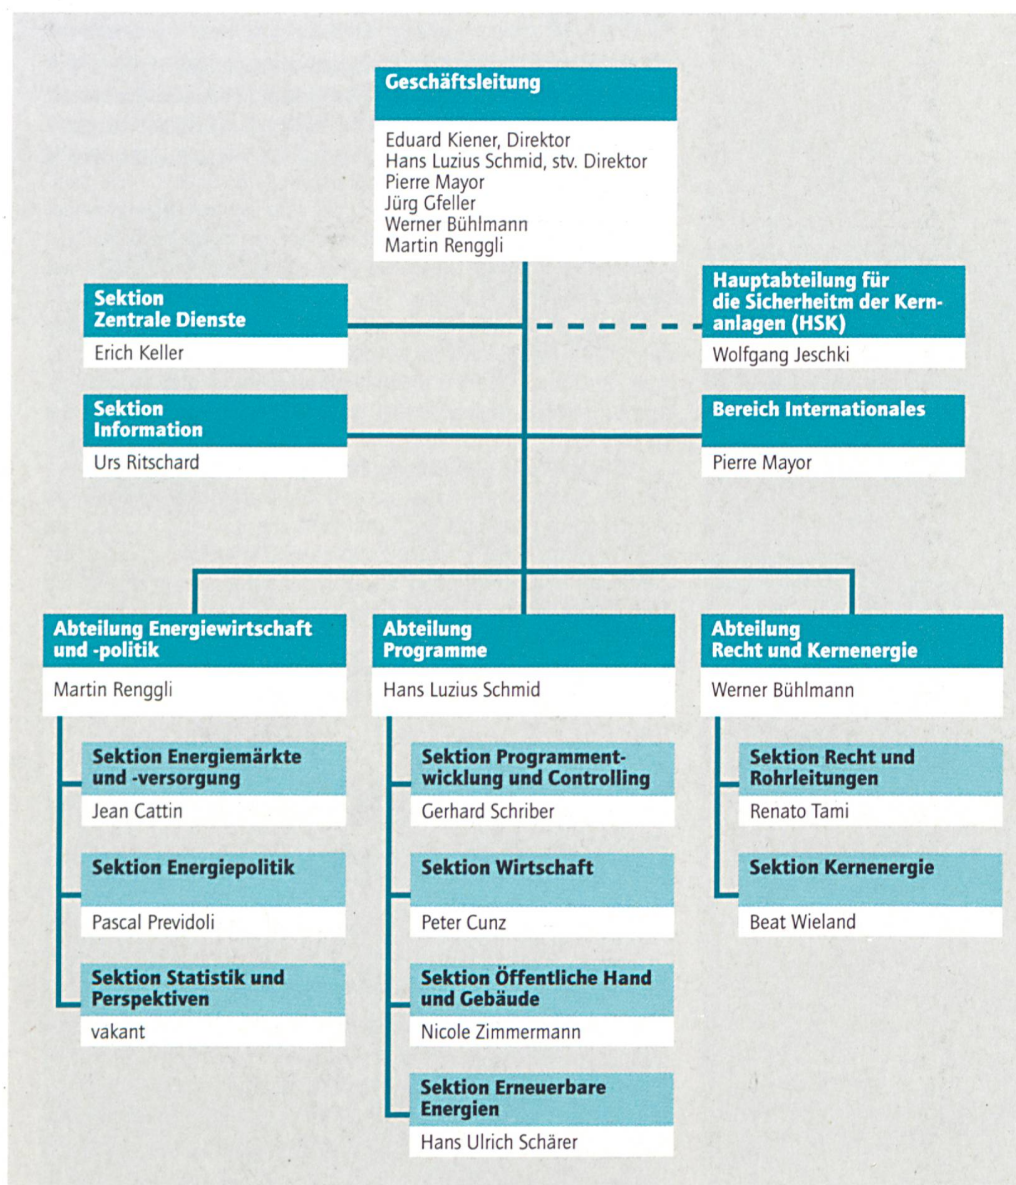 Geschäftsleitung
Eduard Kiener, Direktor
Hans Luzius Schmid, stv. Direktor
Pierre Mayor
Jürg Gfeller
Werner Bühlmann
Martin Renggli
Sektion
Zentrale Dienste
Erich Keller
Hauptabteilung für
die Sicherheitm der Kern-
anlagen (HSK)
Wolfgang Jeschki
Sektion
Information
Urs Ritschard
Bereich Internationales
Pierre Mayor
Abteilung Energiewirtschaft
und -politik
Martin Renggli
Sektion Energiemärkte
und -versorgung
Jean Cattin
Sektion Energiepolitik
Pascal Previdoli
Sektion Statistik und
Perspektiven
vakant
Abteilung
Programme
Hans Luzius Schmid
Sektion Programment-
wicklung und Controlling
Gerhard Schriber
Sektion Wirtschaft
Peter Cunz
Sektion Öffentliche Hand
und Gebäude
Nicole Zimmermann
Sektion Erneuerbare
Energien
Hans Ulrich Schärer
Abteilung
Recht und Kernenergie
Werner Bühlmann
Sektion Recht und
Rohrleitungen
Renato Tami
Sektion Kernenergie
Beat Wieland